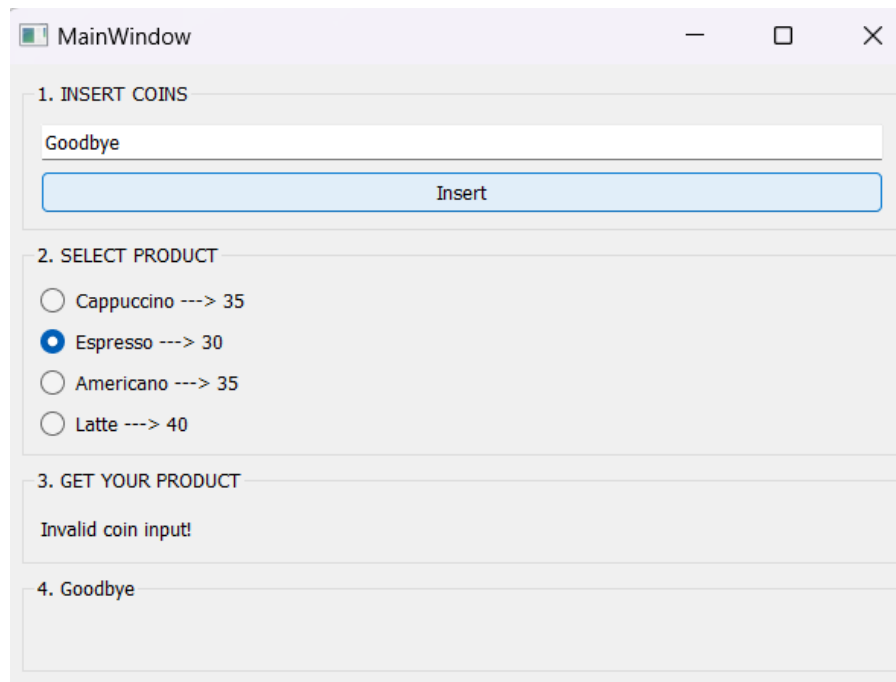 MainWindow
1. INSERT COINS
Goodbye
Insert
2. SELECT PRODUCT
Cappuccino ---> 35
Espresso ---> 30
Americano ---> 35
Latte ---> 40
3. GET YOUR PRODUCT
Invalid coin input!
4. Goodbye